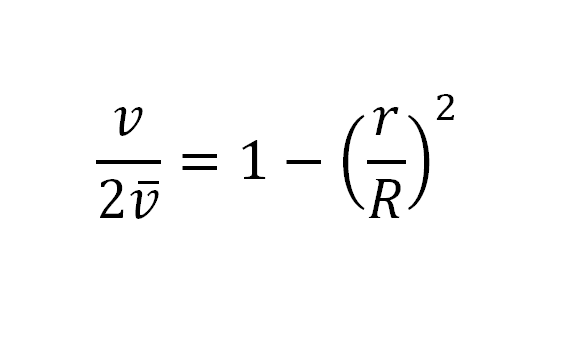 v/(2v̄) = 1 − (r/R)²